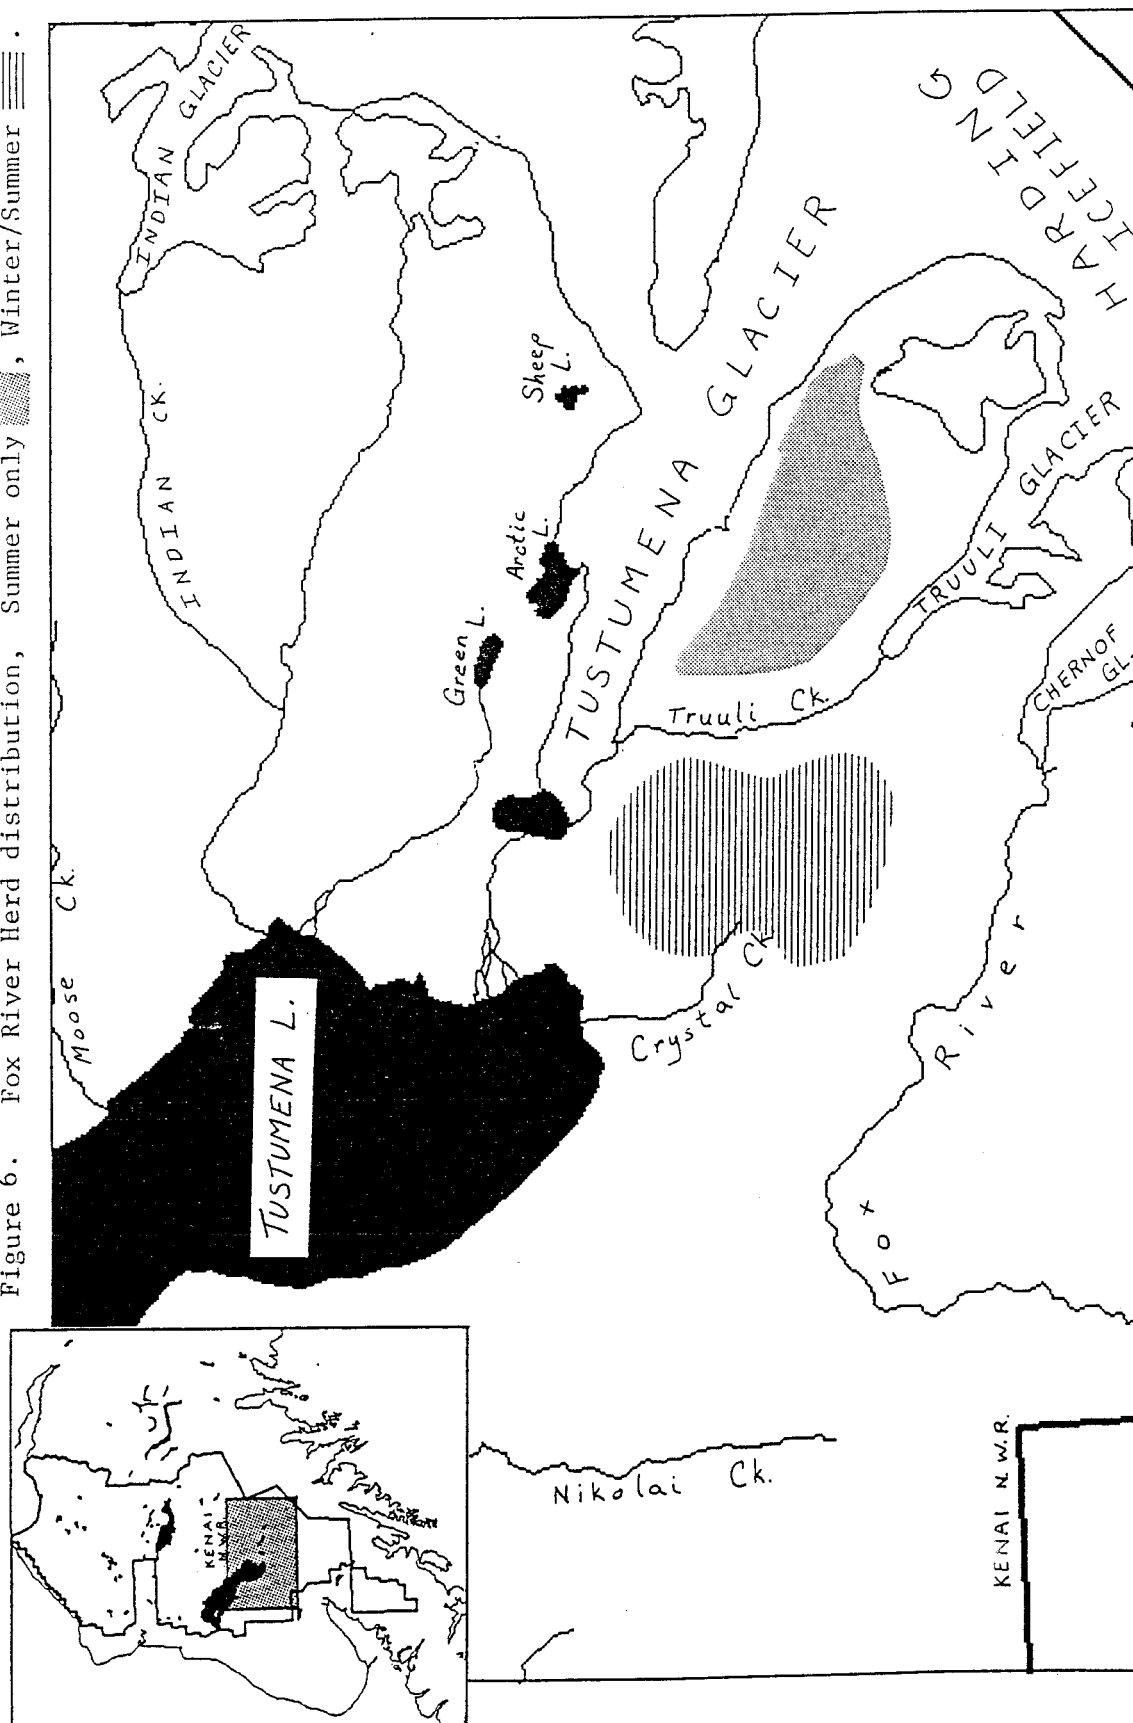 Figure 6. Fox River Herd distribution, Summer only , Winter/Summer .
INDIAN GLACIER
INDIAN CK.
HARDING
ICEFIELD
TUSTUMENA GLACIER
Sheep
L.
Arctic
L.
Green L.
TRUULI GLACIER
CHERNOF
GL.
Truuli Ck.
Moose Ck.
TUSTUMENA L.
Crystal Ck
Fox River
Nikolai Ck.
KENAI N.W.R.
KENAI
N.W.R.